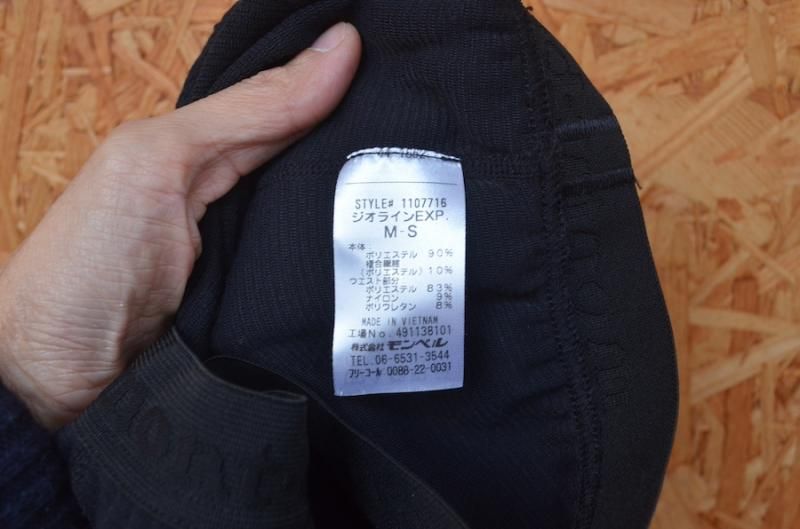 STYLE# 1107716
ジオラインEXP.
M-S
本体:
ポリエステル 90%
複合繊維
(ポリエステル) 10%
ウエスト部分:
ポリエステル 83%
ナイロン 9%
ポリウレタン 8%
MADE IN VIETNAM
工場No. 491138101
株式会社モンベル
TEL. 06-6531-3544
フリーコール 0088-22-0031